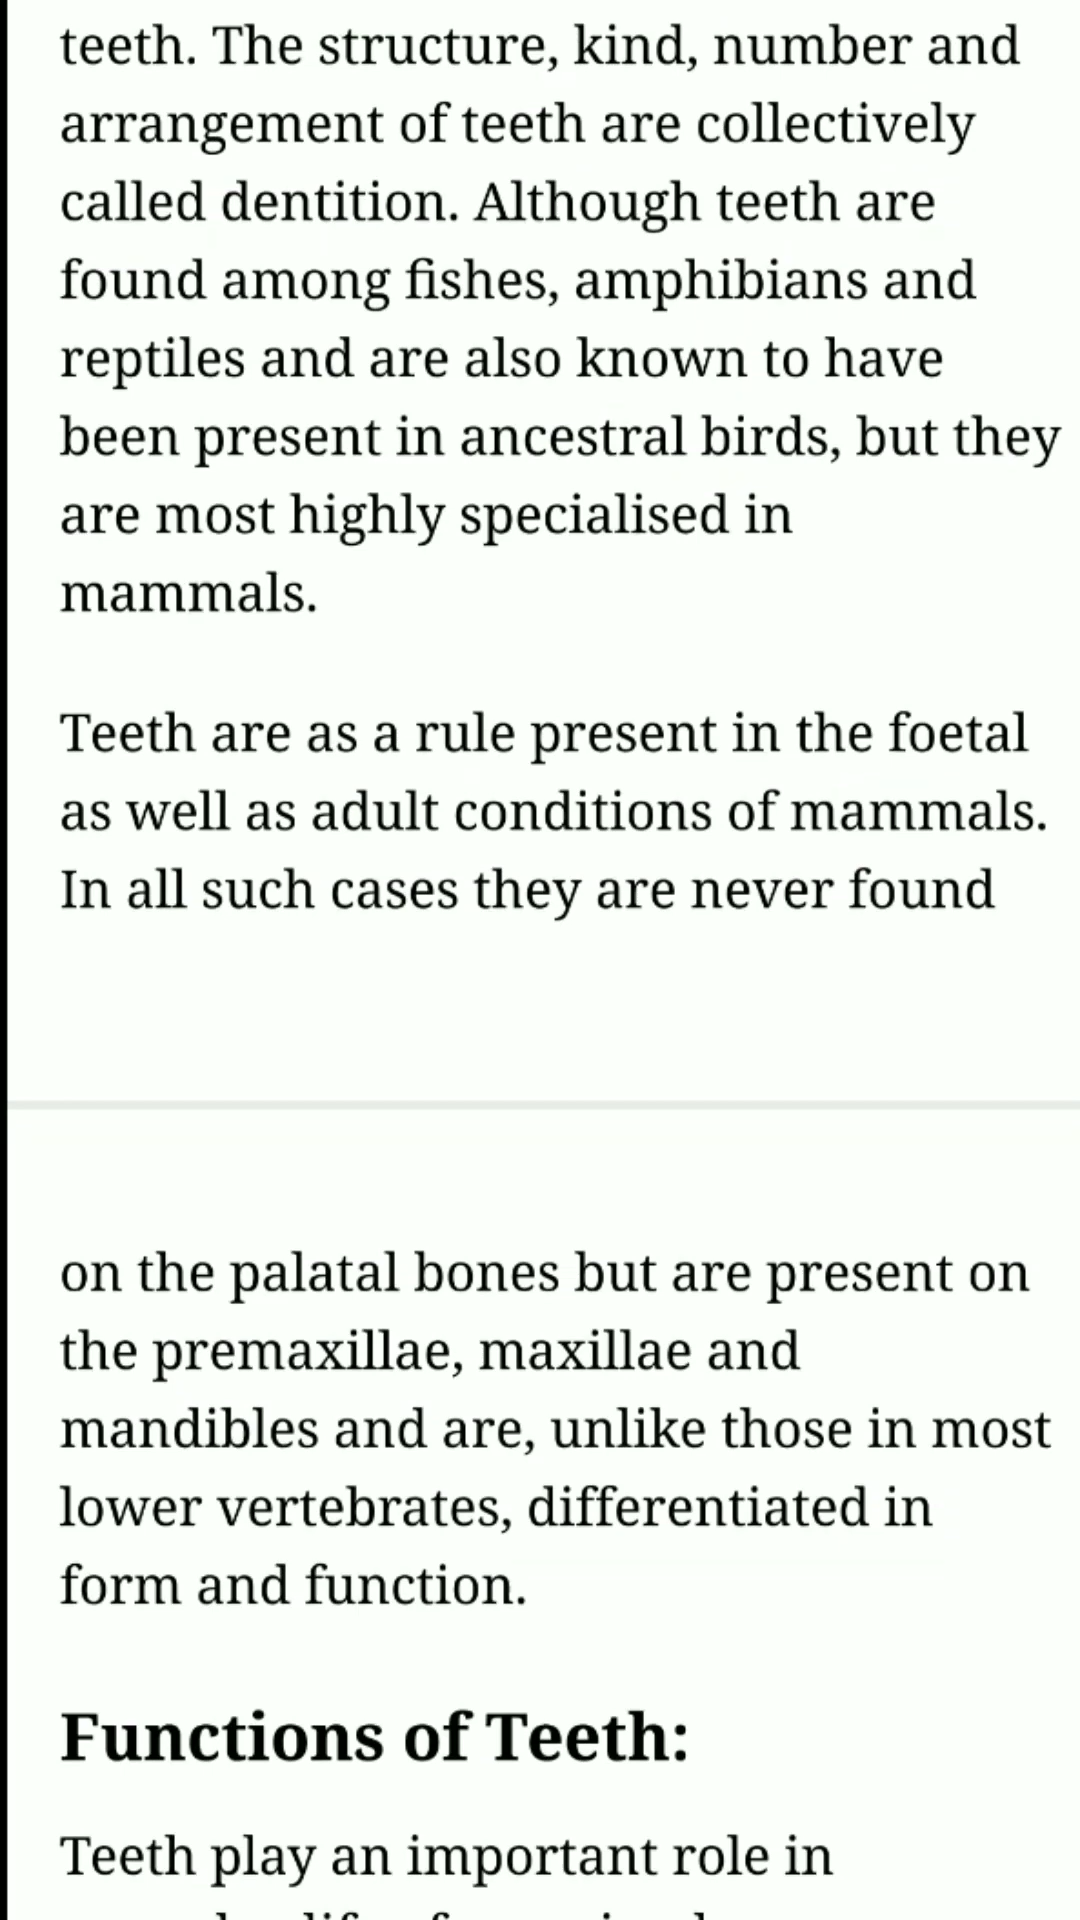 teeth. The structure, kind, number and
arrangement of teeth are collectively
called dentition. Although teeth are
found among fishes, amphibians and
reptiles and are also known to have
been present in ancestral birds, but they
are most highly specialised in
mammals.
Teeth are as a rule present in the foetal
as well as adult conditions of mammals.
In all such cases they are never found
on the palatal bones but are present on
the premaxillae, maxillae and
mandibles and are, unlike those in most
lower vertebrates, differentiated in
form and function.
Functions of Teeth:
Teeth play an important role in